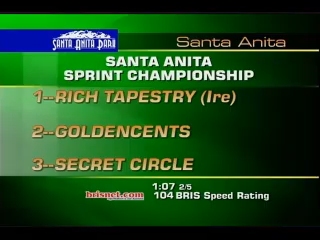 SANTA ANITA PARK
Santa Anita
SANTA ANITA
SPRINT CHAMPIONSHIP
1--RICH TAPESTRY (Ire)
2--GOLDENCENTS
3--SECRET CIRCLE
1:07 2/5
brisnet.com
104 BRIS Speed Rating